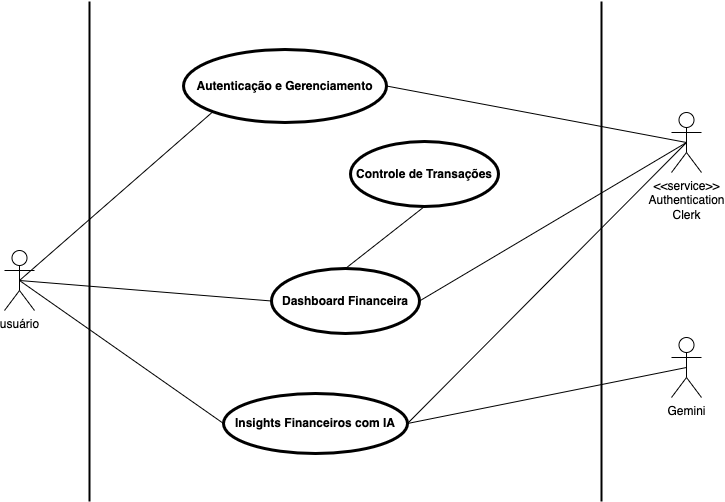 Autenticação e Gerenciamento
Controle de Transações
<<service>>
Authentication
Clerk
usuário
Dashboard Financeira
Gemini
Insights Financeiros com IA